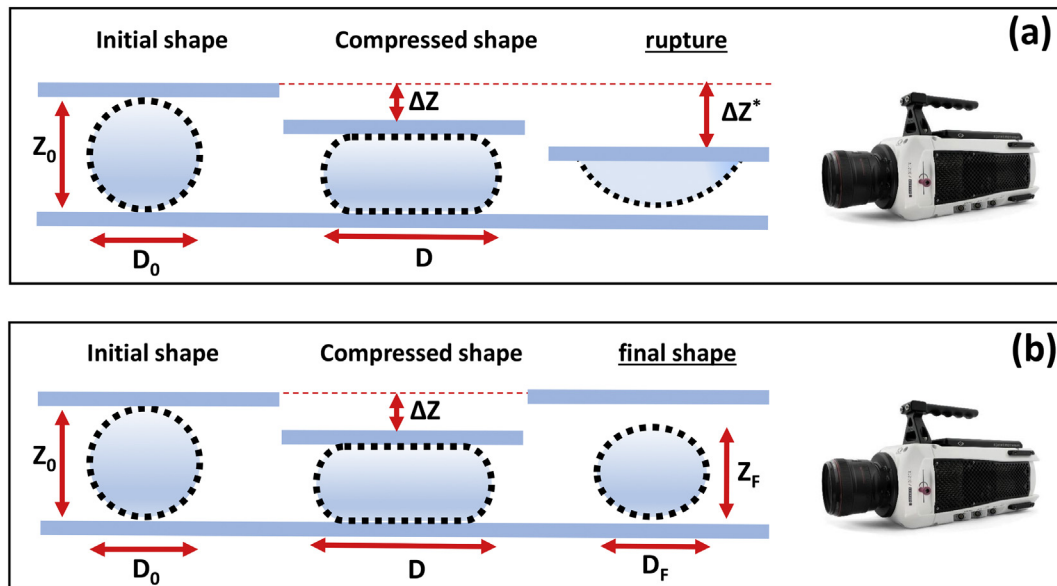 (a)
Initial shape Compressed shape rupture
ΔZ ΔZ*
Z0
D0 D
(b)
Initial shape Compressed shape final shape
ΔZ
Z0 ZF
D0 D DF